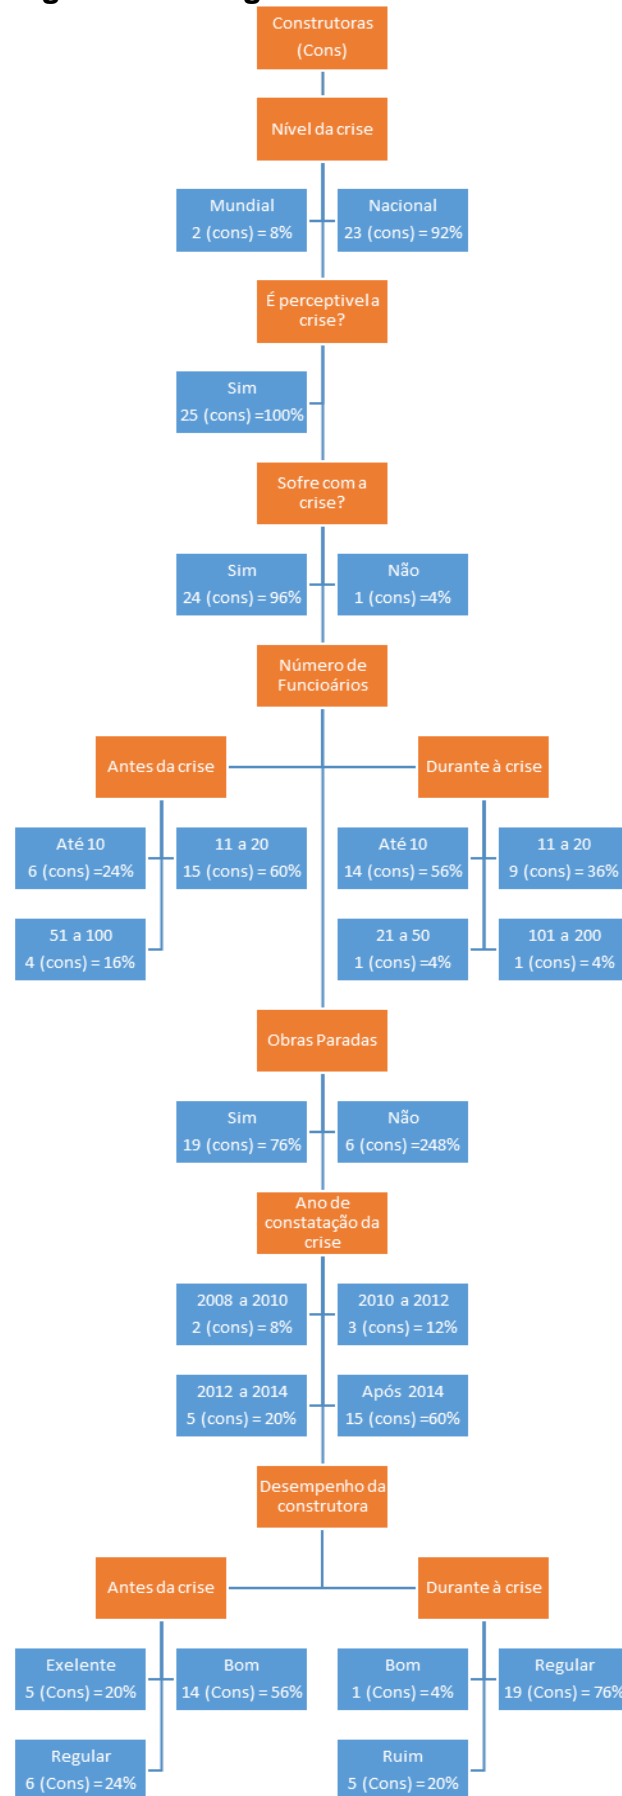 Construtoras
(Cons)
Nível da crise
Mundial
2 (cons) = 8%
Nacional
23 (cons) = 92%
É perceptivel a
crise?
Sim
25 (cons) =100%
Sofre com a
crise?
Sim
24 (cons) = 96%
Não
1 (cons) =4%
Número de
Funcioários
Antes da crise
Durante à crise
Até 10
6 (cons) =24%
11 a 20
15 (cons) = 60%
Até 10
14 (cons) = 56%
11 a 20
9 (cons) = 36%
51 a 100
4 (cons) = 16%
21 a 50
1 (cons) =4%
101 a 200
1 (cons) = 4%
Obras Paradas
Sim
19 (cons) = 76%
Não
6 (cons) =248%
Ano de
constatação da
crise
2008 a 2010
2 (cons) = 8%
2010 a 2012
3 (cons) = 12%
2012 a 2014
5 (cons) = 20%
Após 2014
15 (cons) =60%
Desempenho da
construtora
Antes da crise
Durante à crise
Exelente
5 (Cons) = 20%
Bom
14 (Cons) = 56%
Bom
1 (Cons) = 4%
Regular
19 (Cons) = 76%
Regular
6 (Cons) = 24%
Ruim
5 (Cons) = 20%